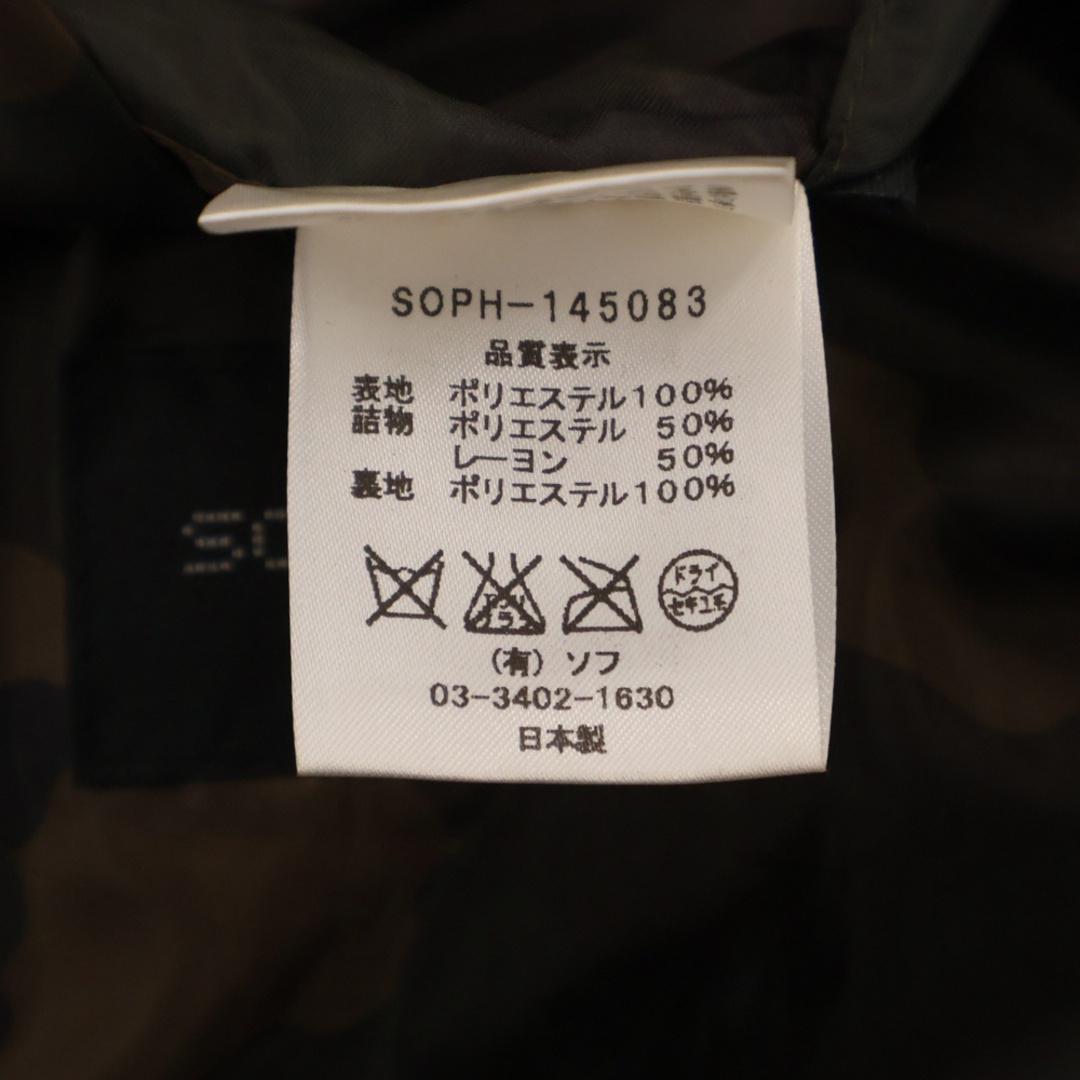 SOPH-145083
品質表示
表地 ポリエステル100%
詰物 ポリエステル 50%
レーヨン 50%
裏地 ポリエステル100%
ドライ
セキユ系
(有) ソフ
03-3402-1630
日本製